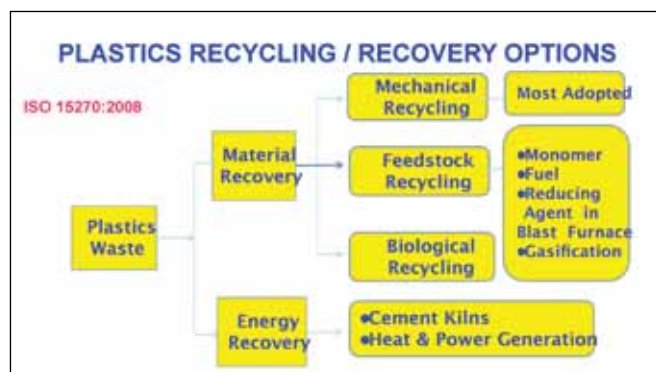 PLASTICS RECYCLING / RECOVERY OPTIONS
ISO 15270:2008
Mechanical
Recycling
Most Adopted
Material
Recovery
Feedstock
Recycling
●Monomer
●Fuel
●Reducing
Agent in
Blast Furnace
●Gasification
Plastics
Waste
Biological
Recycling
Energy
Recovery
●Cement Kilns
●Heat & Power Generation